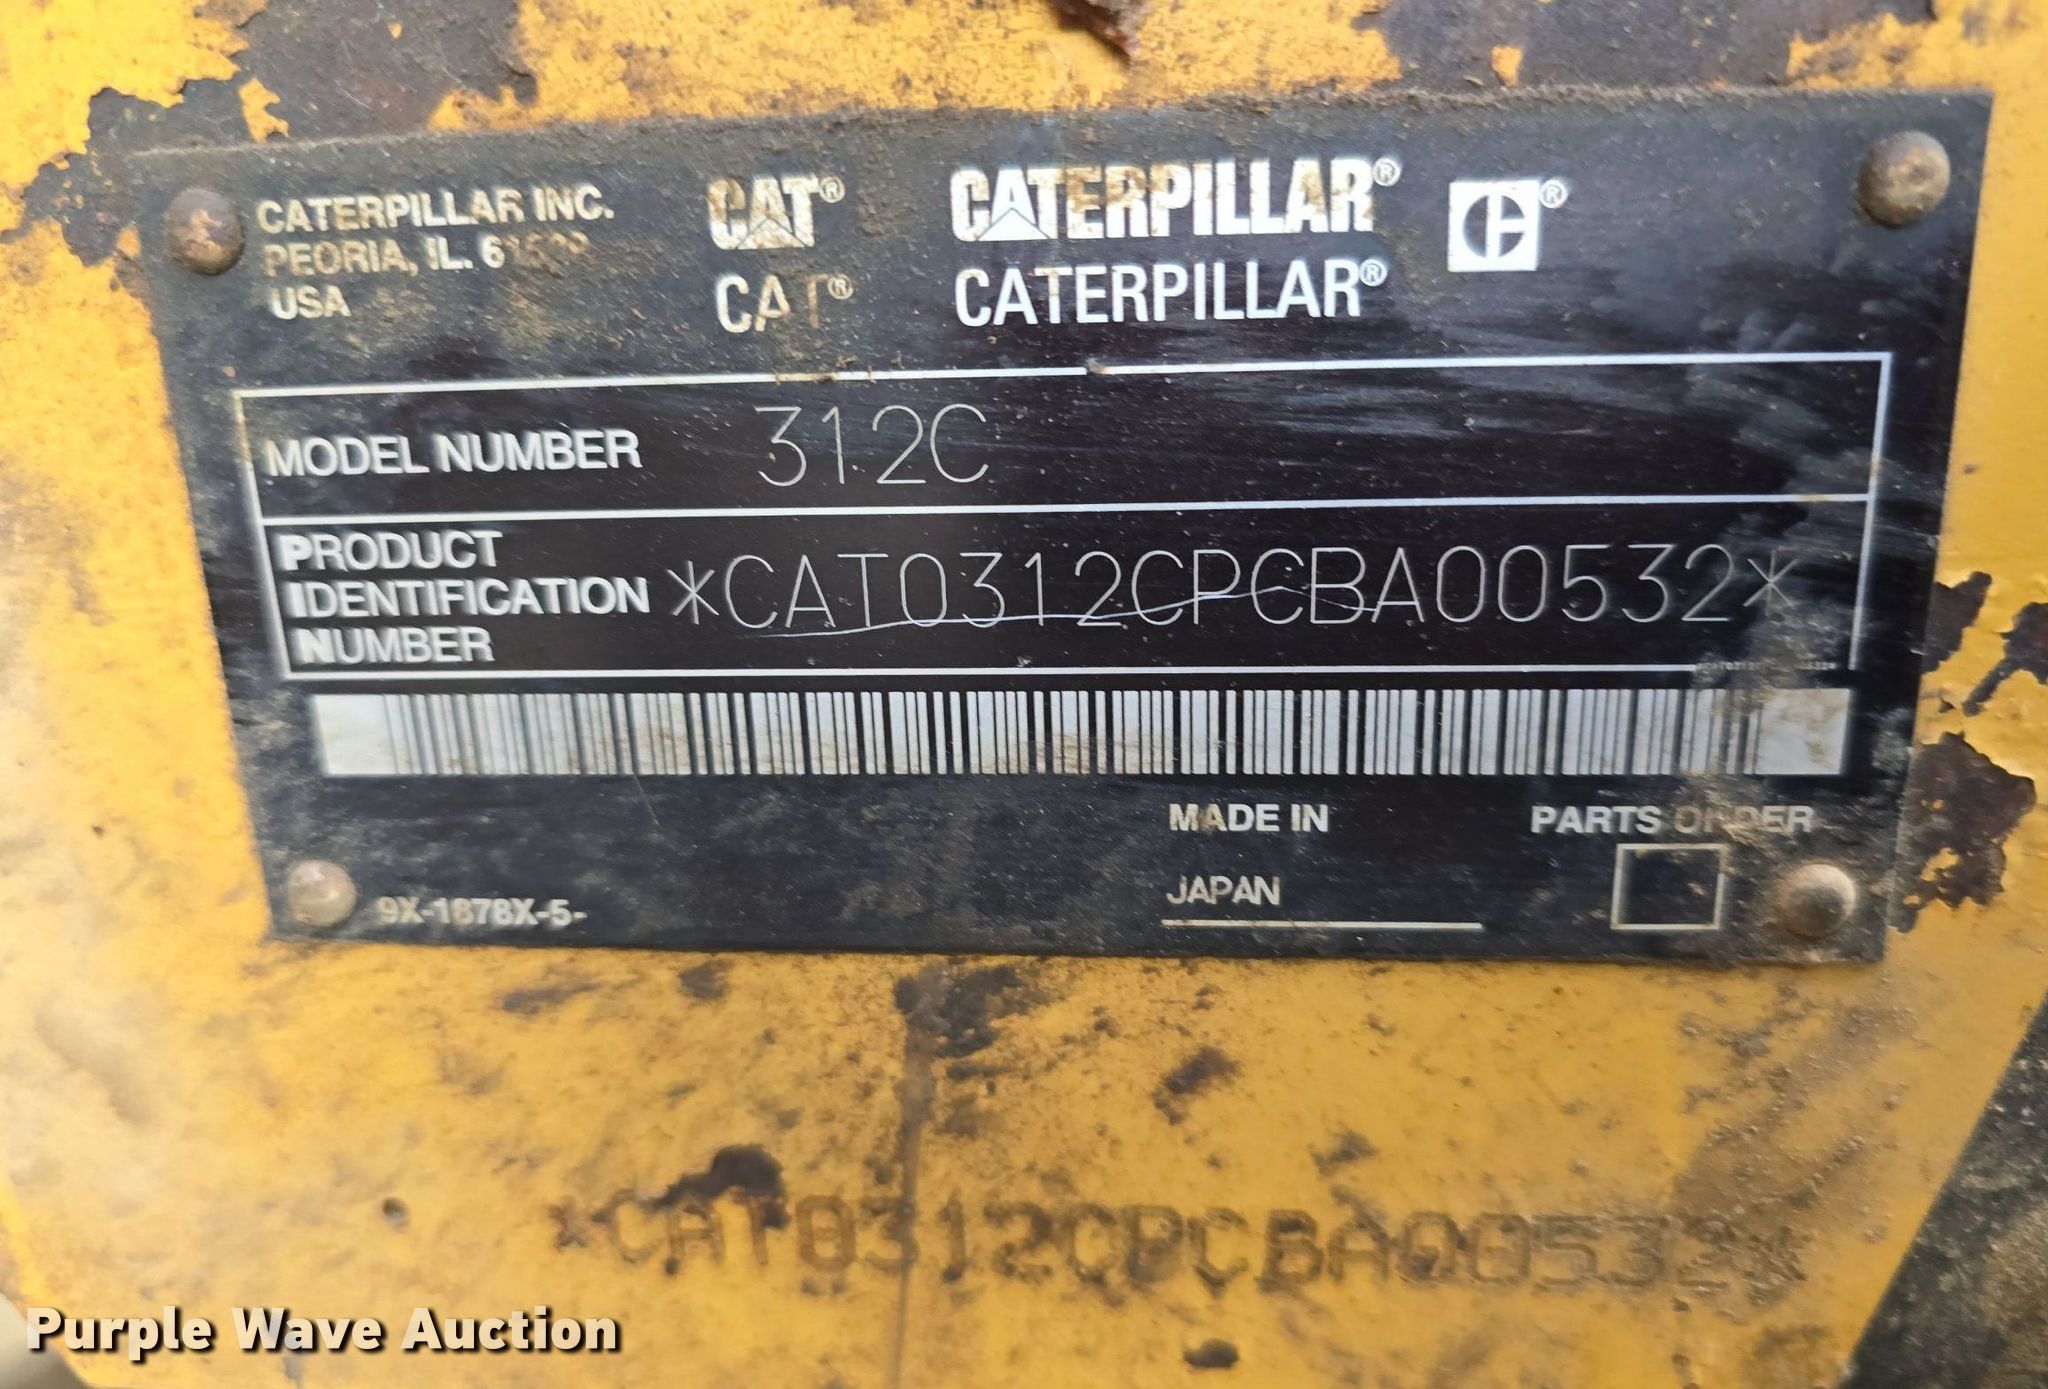 CATERPILLAR INC.
PEORIA, IL.
USA
CAT®
CAT®
CATERPILLAR®
CATERPILLAR®
MODEL NUMBER 312C
PRODUCT
IDENTIFICATION
NUMBER
*CAT0312CPCBA00532*
MADE IN
JAPAN
PARTS ORDER
9X-1878X-5-
*CAT0312CPCBA00532*
Purple Wave Auction